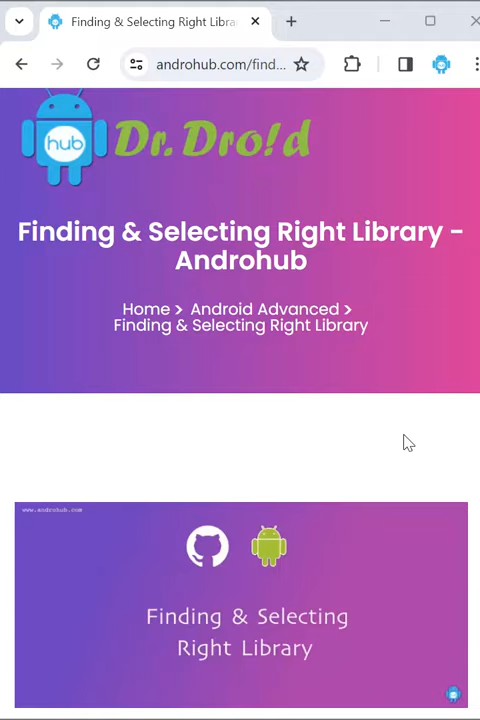 Finding & Selecting Right Libra
androhub.com/find...
hub
Dr.Dro!d
Finding & Selecting Right Library -
Androhub
Home > Android Advanced >
Finding & Selecting Right Library
www.androhub.com
Finding & Selecting
Right Library